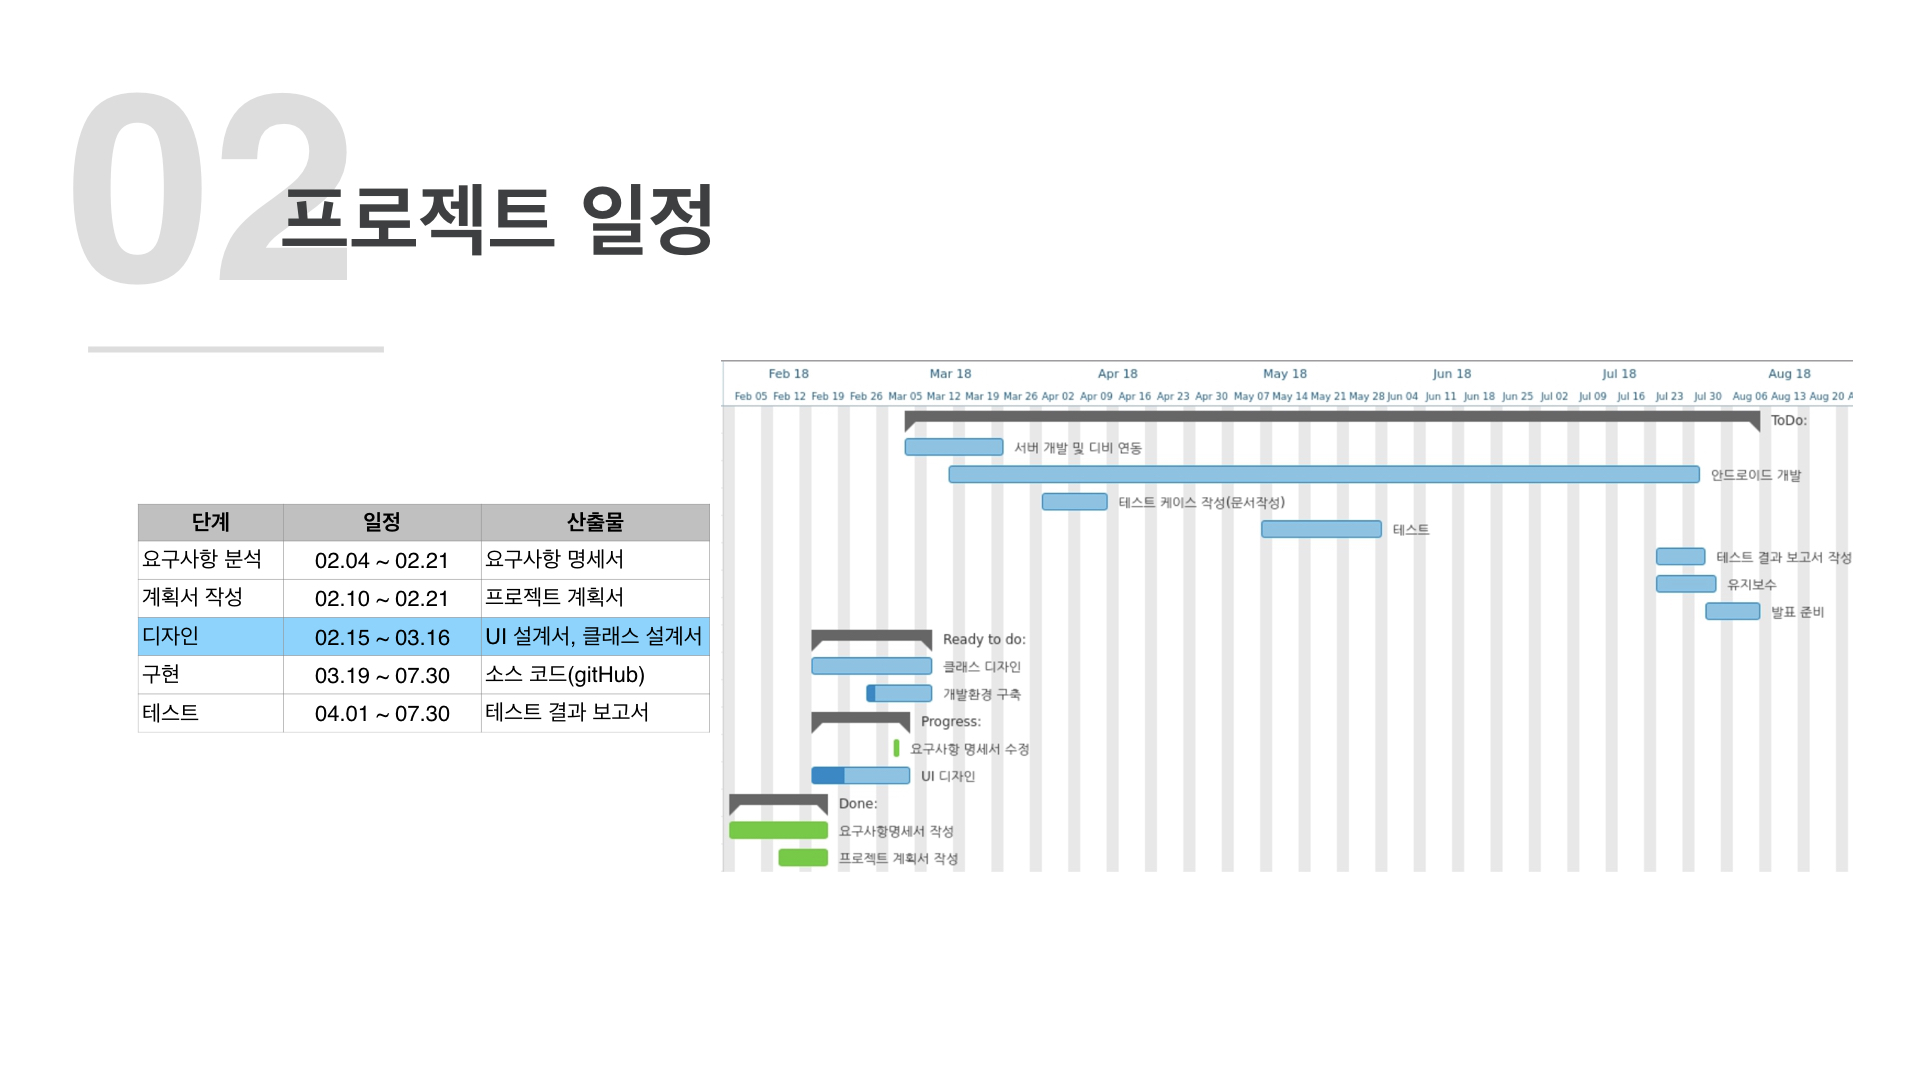 02
프로젝트 일정
단계 일정 산출물
요구사항 분석 02.04 ~ 02.21 요구사항 명세서
계획서 작성 02.10 ~ 02.21 프로젝트 계획서
디자인 02.15 ~ 03.16 UI 설계서, 클래스 설계서
구현 03.19 ~ 07.30 소스 코드(gitHub)
테스트 04.01 ~ 07.30 테스트 결과 보고서
Feb 18 Mar 18 Apr 18 May 18 Jun 18 Jul 18 Aug 18
Feb 05 Feb 12 Feb 19 Feb 26 Mar 05 Mar 12 Mar 19 Mar 26 Apr 02 Apr 09 Apr 16 Apr 23 Apr 30 May 07 May 14 May 21 May 28 Jun 04 Jun 11 Jun 18 Jun 25 Jul 02 Jul 09 Jul 16 Jul 23 Jul 30 Aug 06 Aug 13 Aug 20 A
ToDo:
서버 개발 및 디비 연동
안드로이드 개발
테스트 케이스 작성(문서작성)
테스트
테스트 결과 보고서 작성
유지보수
발표 준비
Ready to do:
클래스 디자인
개발환경 구축
Progress:
요구사항 명세서 수정
UI 디자인
Done:
요구사항명세서 작성
프로젝트 계획서 작성